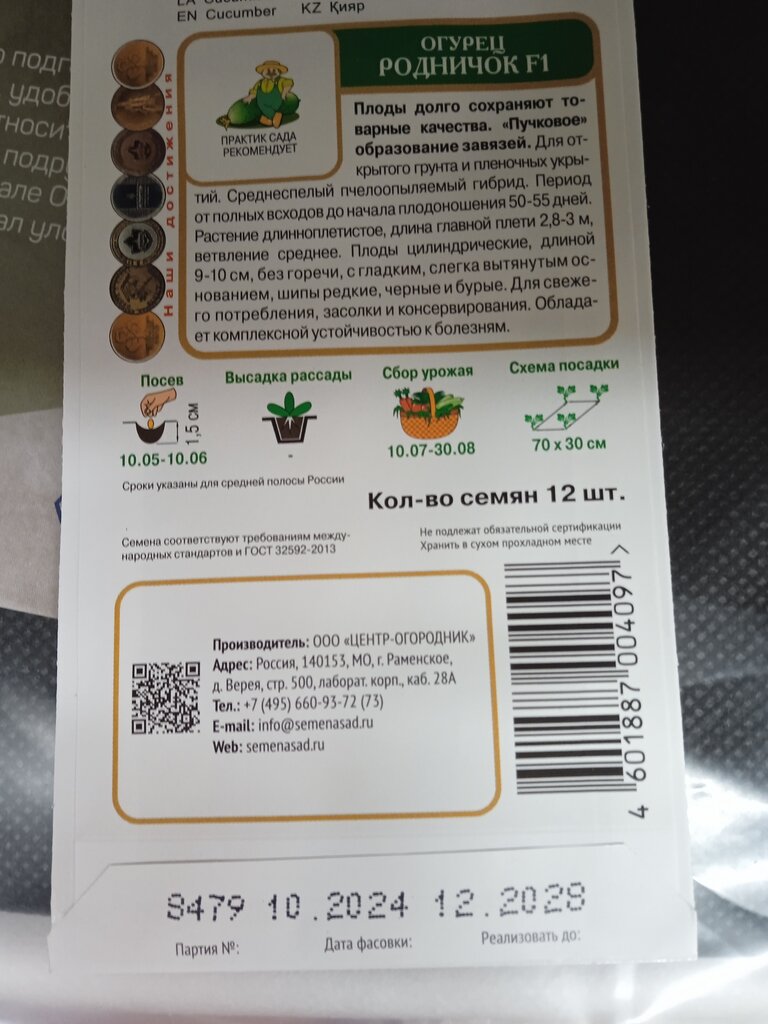 EN Cucumber KZ Қияр
ОГУРЕЦ
РОДНИЧОК F1
ПРАКТИК САДА
РЕКОМЕНДУЕТ
Наши достижения
Плоды долго сохраняют то-
варные качества. «Пучковое»
образование завязей. Для от-
крытого грунта и пленочных укры-
тий. Среднеспелый пчелоопыляемый гибрид. Период
от полных всходов до начала плодоношения 50-55 дней.
Растение длинноплетистое, длина главной плети 2,8-3 м,
ветвление среднее. Плоды цилиндрические, длиной
9-10 см, без горечи, с гладким, слегка вытянутым ос-
нованием, шипы редкие, черные и бурые. Для свеже-
го потребления, засолки и консервирования. Облада-
ет комплексной устойчивостью к болезням.
Посев
1,5 см
10.05-10.06
Высадка рассады
-
Сбор урожая
10.07-30.08
Схема посадки
70 х 30 см
Сроки указаны для средней полосы России
Кол-во семян 12 шт.
Семена соответствуют требованиям между-
народных стандартов и ГОСТ 32592-2013
Не подлежат обязательной сертификации
Хранить в сухом прохладном месте
Производитель: ООО «ЦЕНТР-ОГОРОДНИК»
Адрес: Россия, 140153, МО, г. Раменское,
д. Верея, стр. 500, лаборат. корп., каб. 28А
Тел.: +7 (495) 660-93-72 (73)
E-mail: info@semenasad.ru
Web: semenasad.ru
4 601887 004097 >
8479 10.2024 12.2028
Партия №: Дата фасовки: Реализовать до: